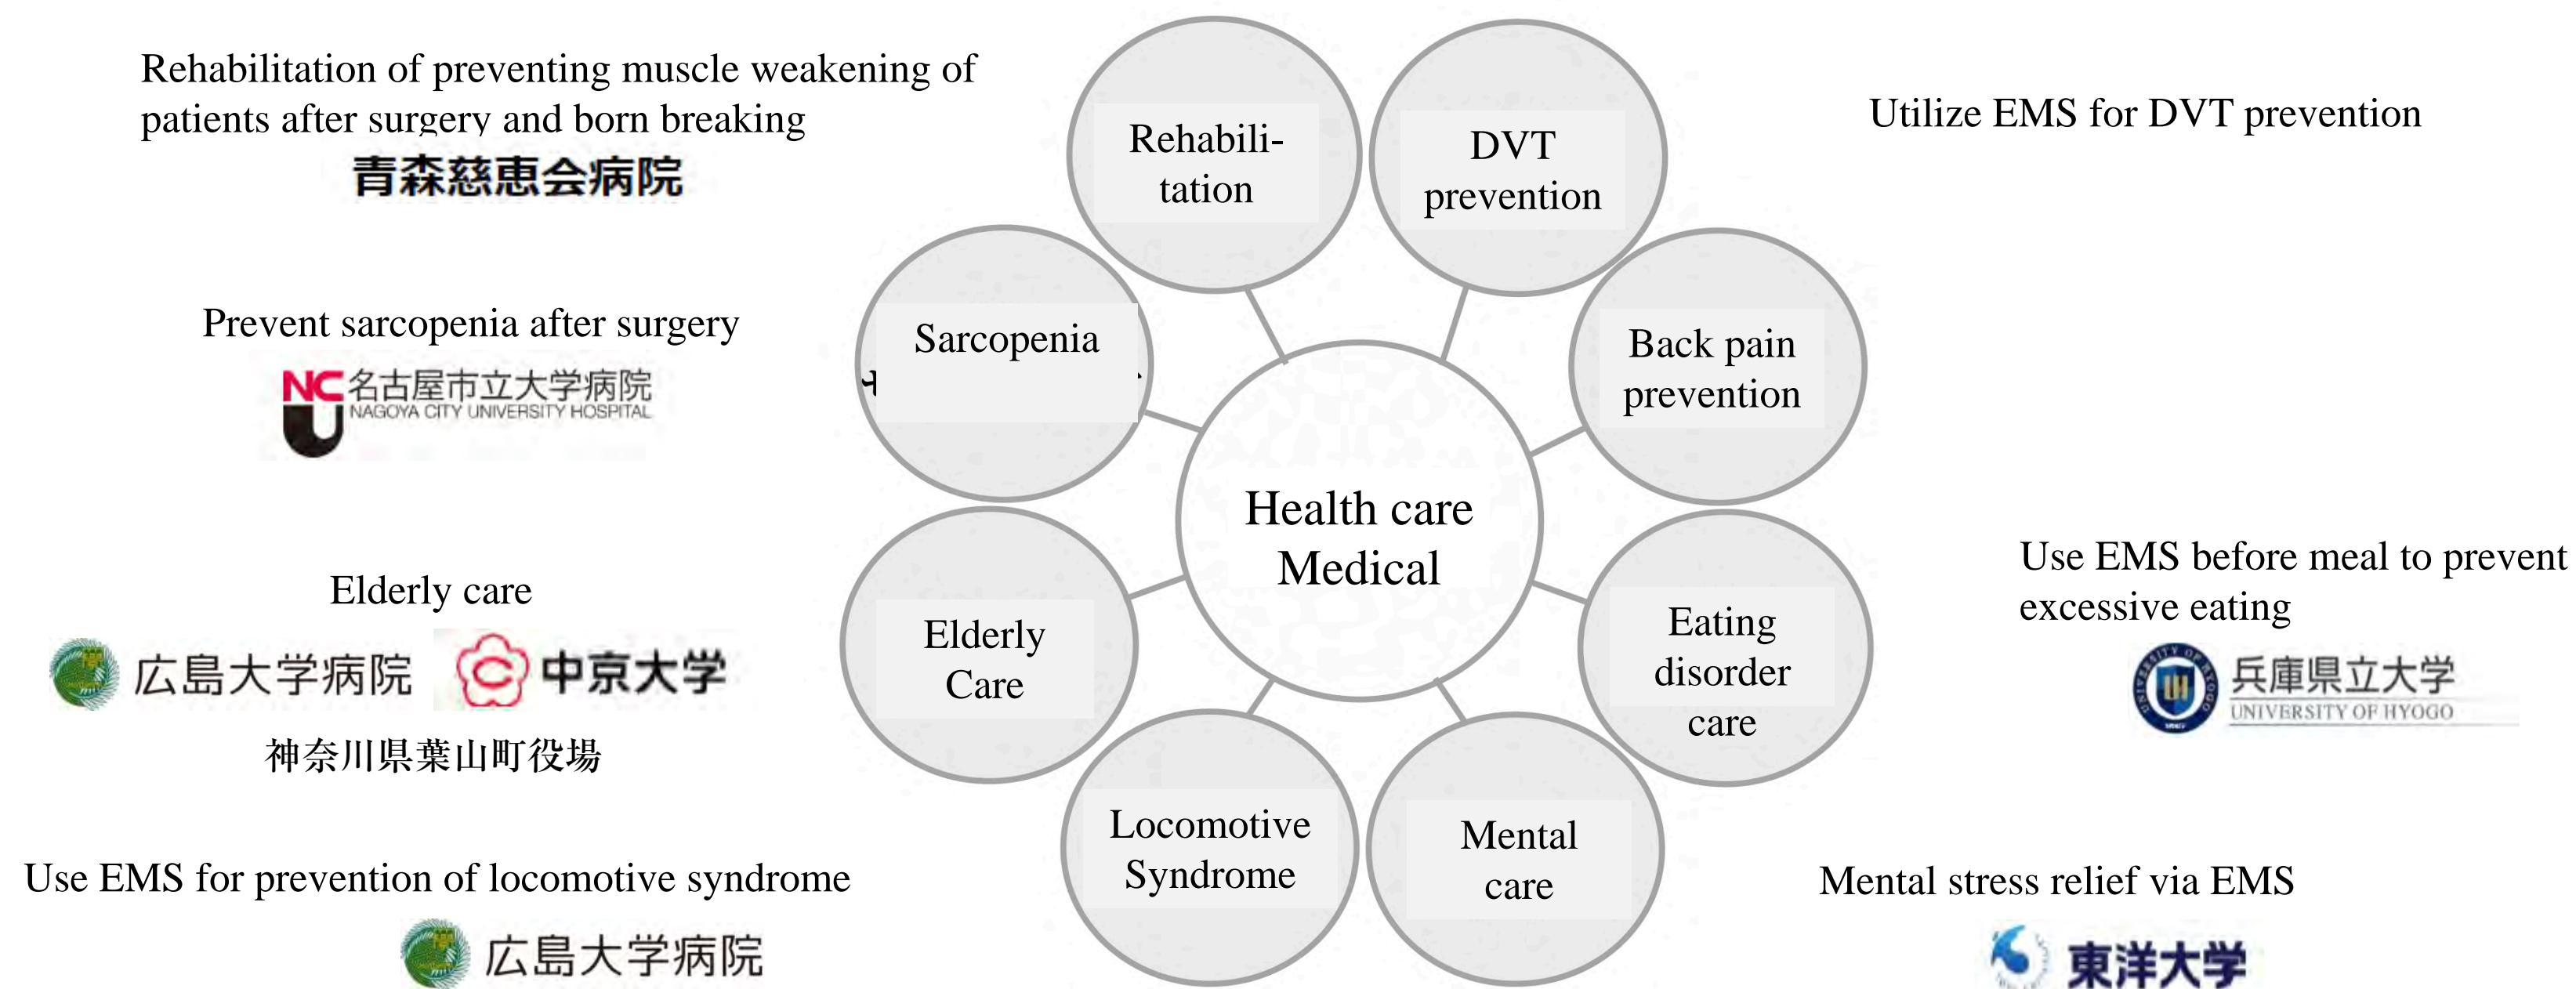 Rehabilitation of preventing muscle weakening of
patients after surgery and born breaking
青森慈恵会病院
Prevent sarcopenia after surgery
NCU 名古屋市立大学病院
NAGOYA CITY UNIVERSITY HOSPITAL
Elderly care
広島大学病院
中京大学
神奈川県葉山町役場
Use EMS for prevention of locomotive syndrome
広島大学病院
Rehabili-
tation
DVT
prevention
Sarcopenia
Back pain
prevention
Health care
Medical
Elderly
Care
Eating
disorder
care
Locomotive
Syndrome
Mental
care
Utilize EMS for DVT prevention
Use EMS before meal to prevent
excessive eating
UNIVERSITY OF HYOGO
兵庫県立大学
UNIVERSITY OF HYOGO
Mental stress relief via EMS
東洋大学